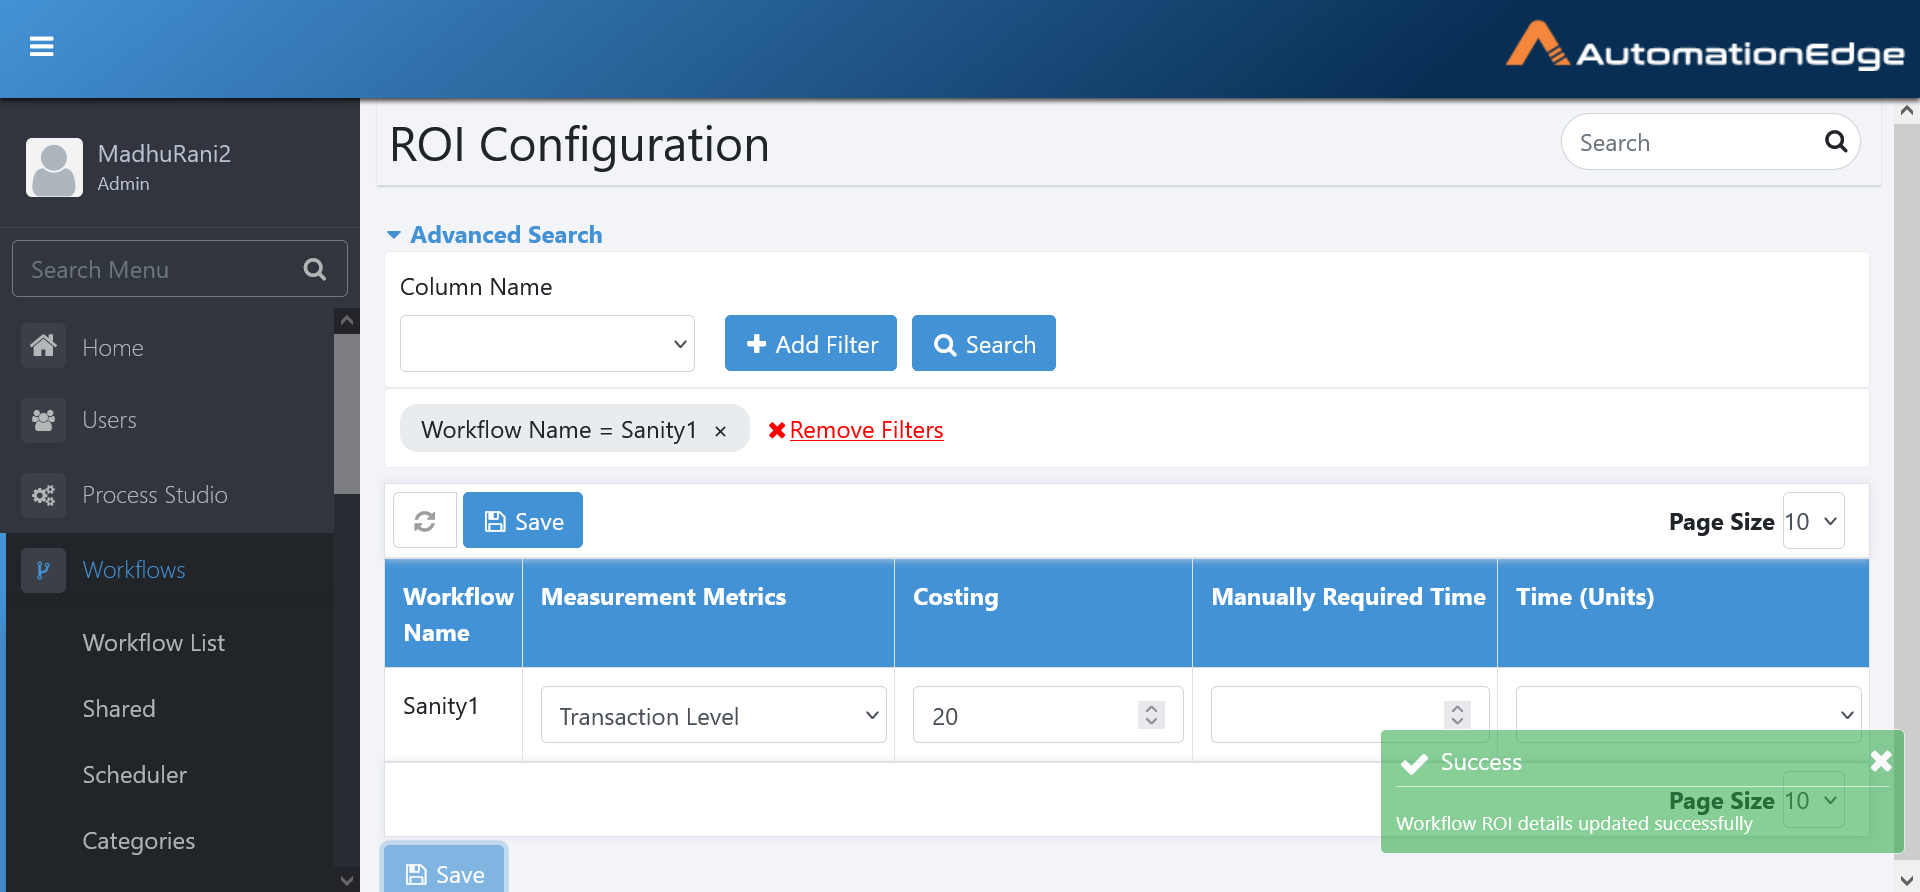 AutomationEdge
MadhuRani2
Admin
Search Menu
Home
Users
Process Studio
Workflows
Workflow List
Shared
Scheduler
Categories
ROI Configuration
Search
Advanced Search
Column Name
Add Filter
Search
Workflow Name = Sanity1 ×
Remove Filters
Save
Page Size 10
Workflow Name
Measurement Metrics
Costing
Manually Required Time
Time (Units)
Sanity1
Transaction Level
20
Success
Page Size 10
Workflow ROI details updated successfully
Save